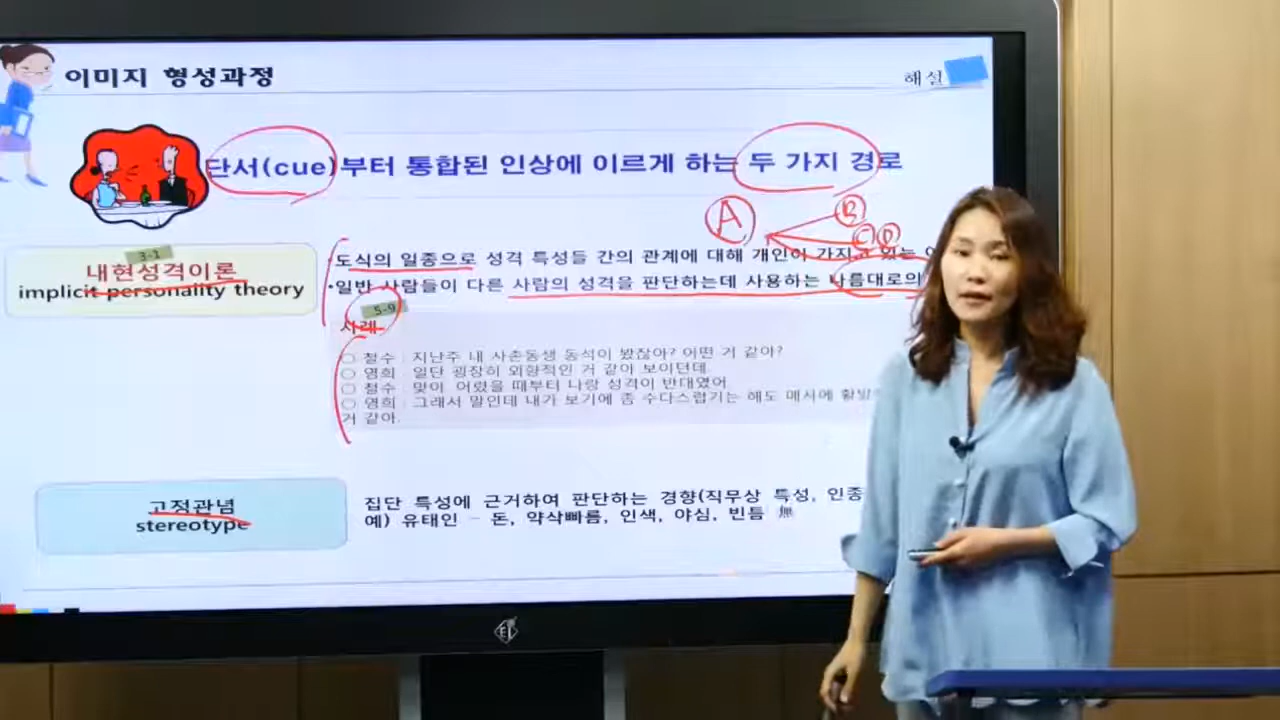 이미지 형성과정
해설
단서(cue)부터 통합된 인상에 이르게 하는 두 가지 경로
A
B
C D
3-1
내현성격이론
implicit personality theory
•도식의 일종으로 성격 특성들 간의 관계에 대해 개인이 가지고 있는
•일반 사람들이 다른 사람의 성격을 판단하는데 사용하는 나름대로의
5-9
사례
○ 철수 : 지난주 내 사촌동생 동석이 봤잖아? 어떤 거 같아?
○ 영희 : 일단 굉장히 외향적인 거 같이 보이던데.
○ 철수 : 맞아. 어렸을 때부터 나랑 성격이 반대였어.
○ 영희 : 그래서 말인데 내가 보기에 좀 수다스럽기는 해도 매사에
거 같아.
고정관념
stereotype
집단 특성에 근거하여 판단하는 경향(직무상 특성, 인종
예) 유태인 – 돈, 약삭빠름, 인색, 야심, 빈틈 無